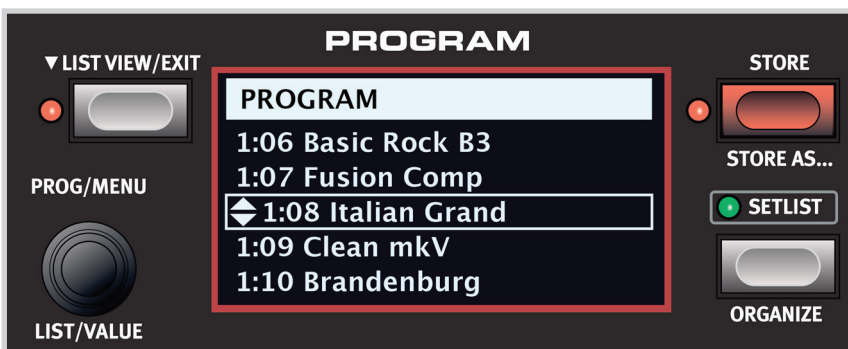 PROGRAM
▼LIST VIEW/EXIT
STORE
PROGRAM
1:06 Basic Rock B3
1:07 Fusion Comp
1:08 Italian Grand
1:09 Clean mkV
1:10 Brandenburg
STORE AS...
PROG/MENU
SETLIST
LIST/VALUE
ORGANIZE